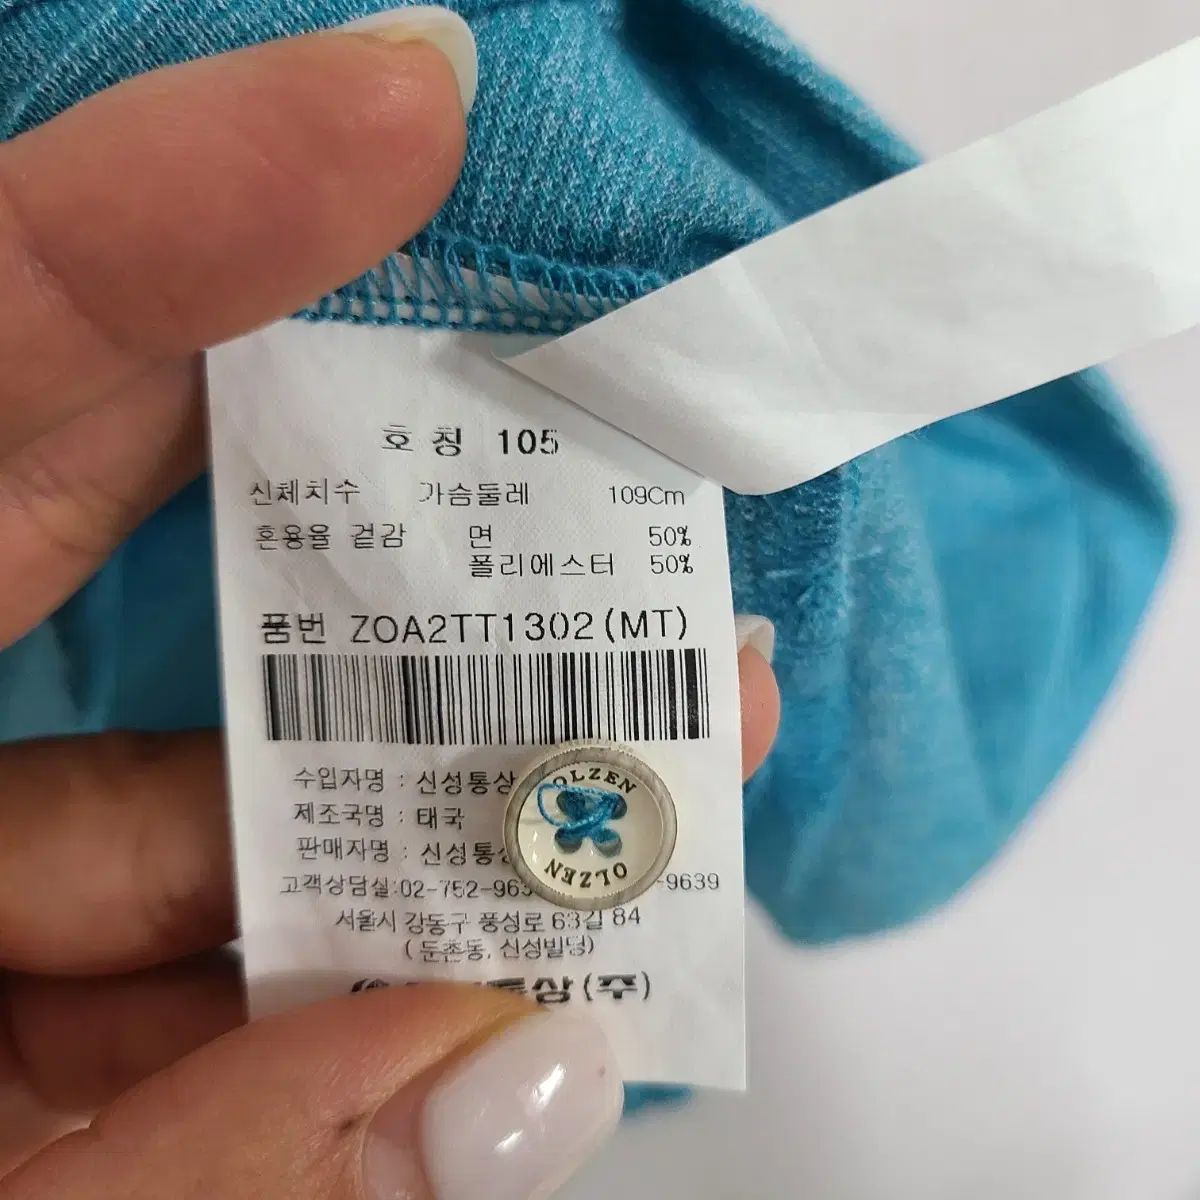 호 칭 105
신체치수 가슴둘레 109Cm
혼용율 겉감 면 50%
폴리에스터 50%
품번 ZOA2TT1302(MT)
수입자명 : 신성통상
제조국명 : 태국
판매자명 : 신성통상
고객상담실:02-752-963 -9639
서울시 강동구 풍성로 63길 84
(둔촌동, 신성빌딩)
통상(주)
OLZEN
OLZEN